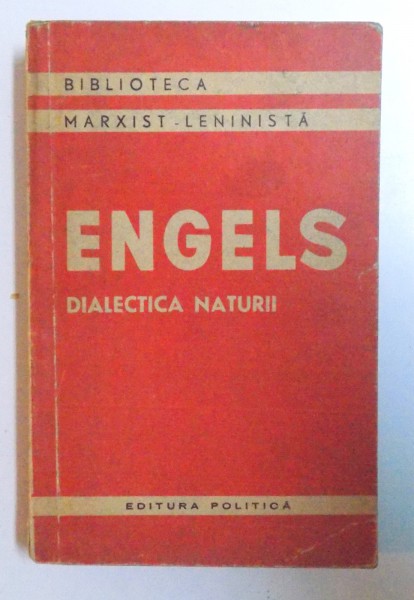 BIBLIOTECA
MARXIST-LENINISTĂ
ENGELS
DIALECTICA NATURII
EDITURA POLITICĂ